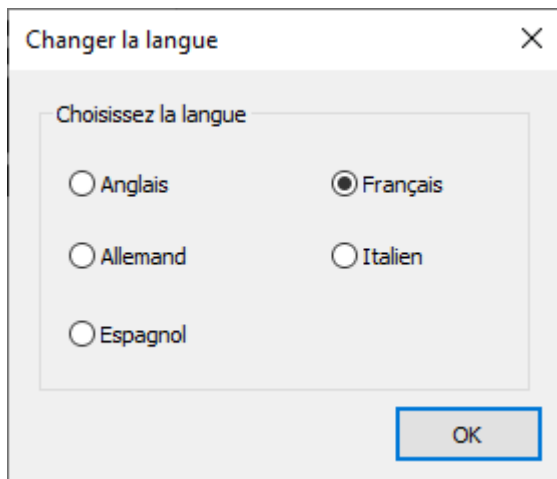 Changer la langue
Choisissez la langue
Anglais
Français
Allemand
Italien
Espagnol
OK